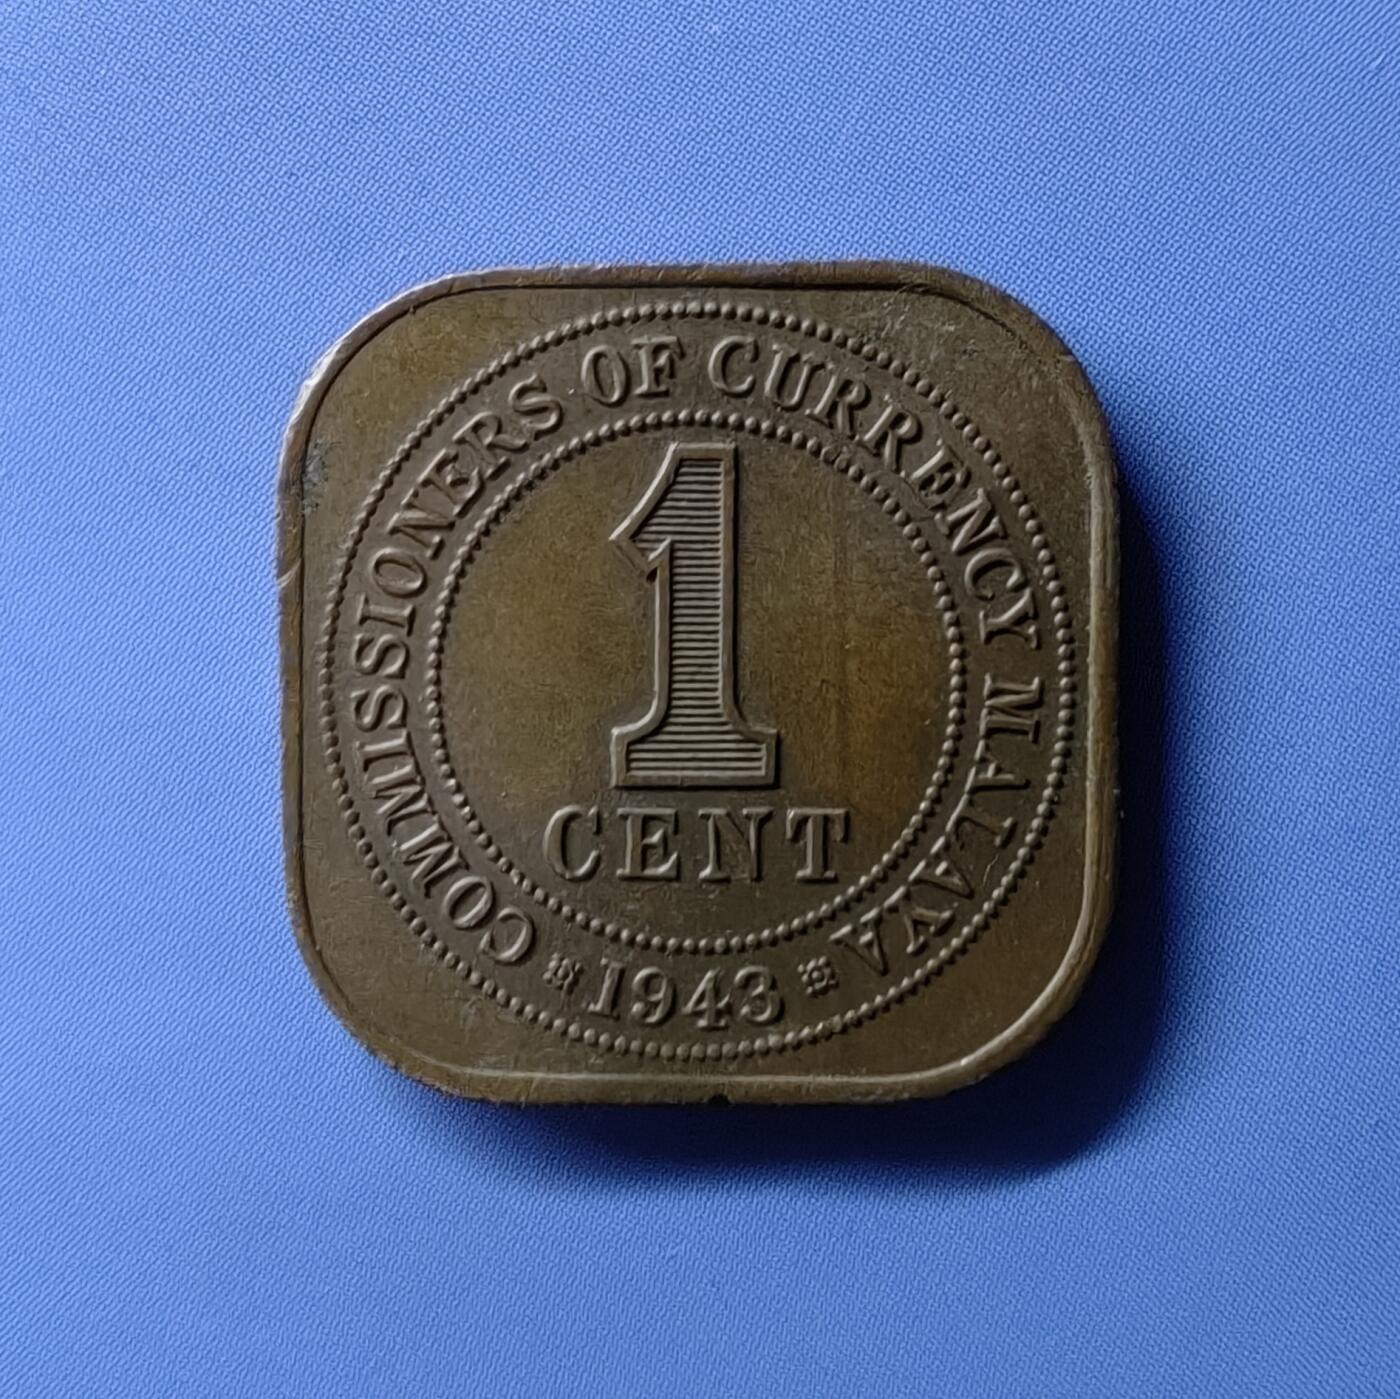 COMMISSIONERS OF CURRENCY MALAYA
1
CENT
1943